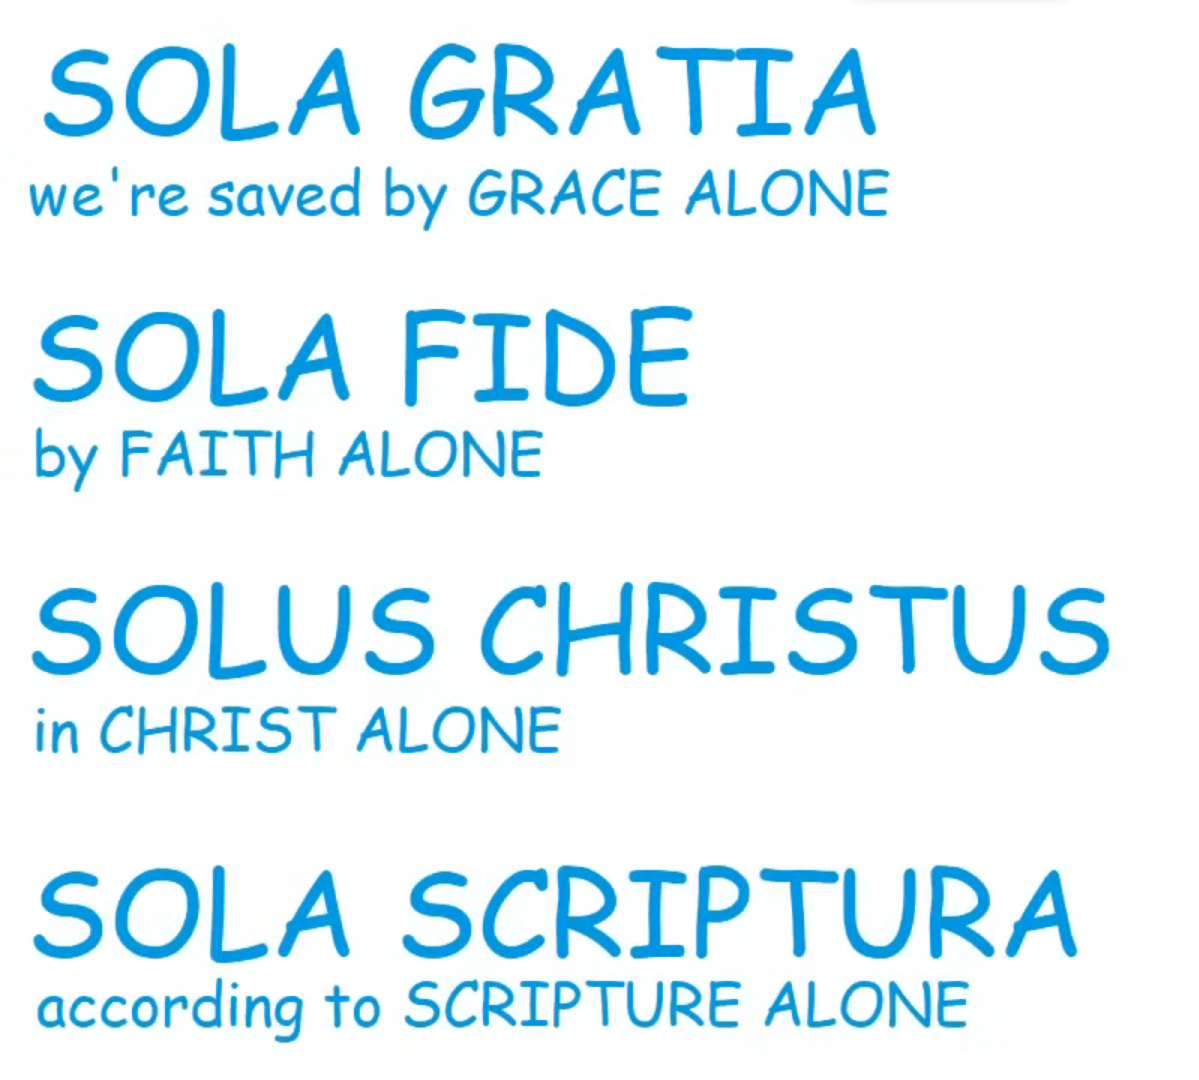 SOLA GRATIA
we're saved by GRACE ALONE
SOLA FIDE
by FAITH ALONE
SOLUS CHRISTUS
in CHRIST ALONE
SOLA SCRIPTURA
according to SCRIPTURE ALONE